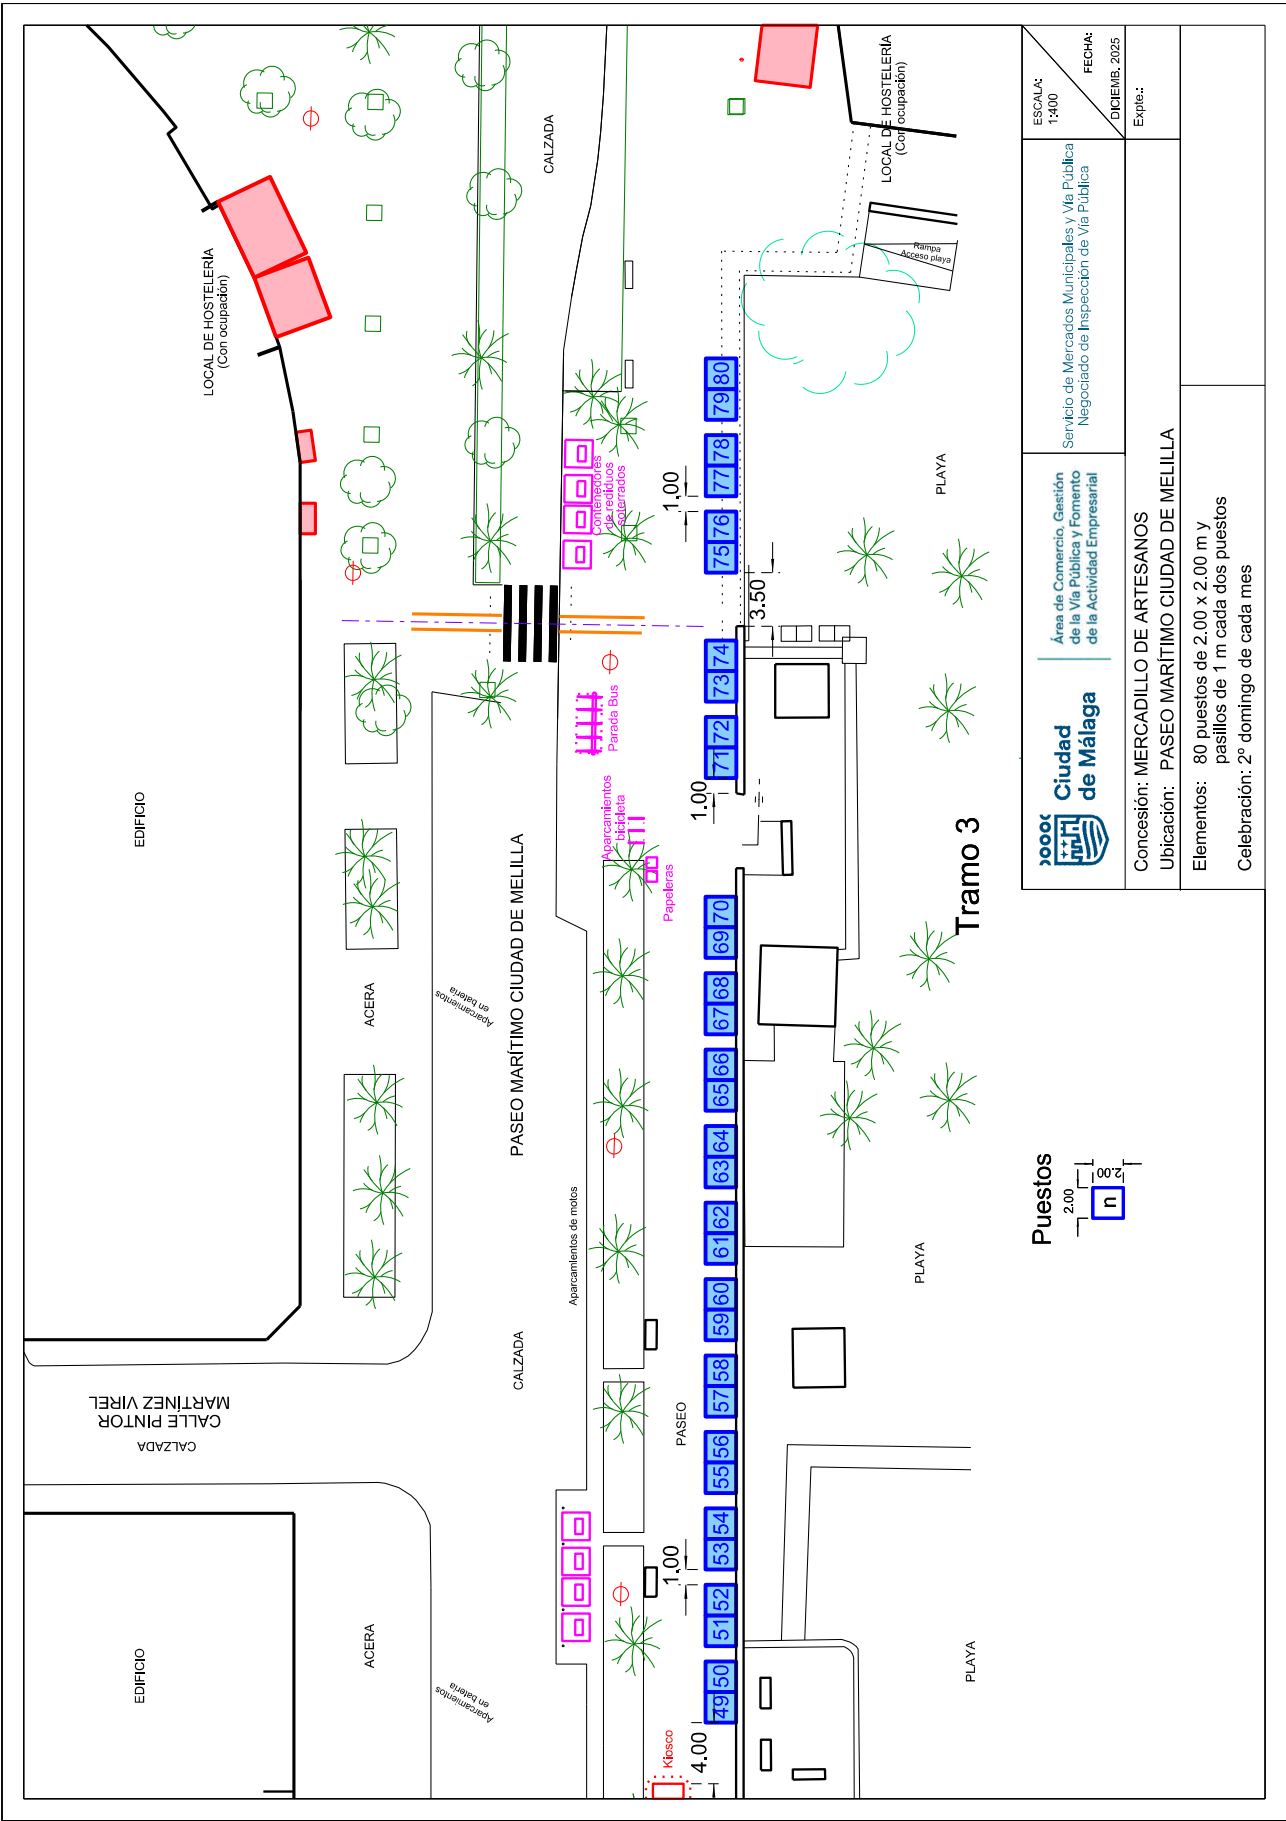 EDIFICIO
EDIFICIO
CALLE PINTOR
MARTÍNEZ VIREL
CALZADA
LOCAL DE HOSTELERÍA
(Con ocupación)
ACERA
ACERA
Aparcamientos
en batería
Aparcamientos
en batería
PASEO MARÍTIMO CIUDAD DE MELILLA
CALZADA
CALZADA
Aparcamientos de motos
Contenedores
de rediduos
soterrados
Parada Bus
Aparcamientos
bicicleta
Papeleras
Kiosco
PASEO
4.00
1.00
1.00
1.00
3.50
49 50 51 52 53 54 55 56 57 58 59 60 61 62 63 64 65 66 67 68 69 70 71 72 73 74 75 76 77 78 79 80
LOCAL DE HOSTELERÍA
(Con ocupación)
Rampa
Acceso playa
PLAYA
PLAYA
PLAYA
Tramo 3
Puestos
2.00
2.00
n
Ciudad
de Málaga
Área de Comercio, Gestión
de la Vía Pública y Fomento
de la Actividad Empresarial
Servicio de Mercados Municipales y Vía Pública
Negociado de Inspección de Vía Pública
ESCALA:
1:400
FECHA:
DICIEMB. 2025
Concesión: MERCADILLO DE ARTESANOS
Expte.:
Ubicación: PASEO MARÍTIMO CIUDAD DE MELILLA
Elementos: 80 puestos de 2.00 x 2.00 m y
pasillos de 1 m cada dos puestos
Celebración: 2º domingo de cada mes